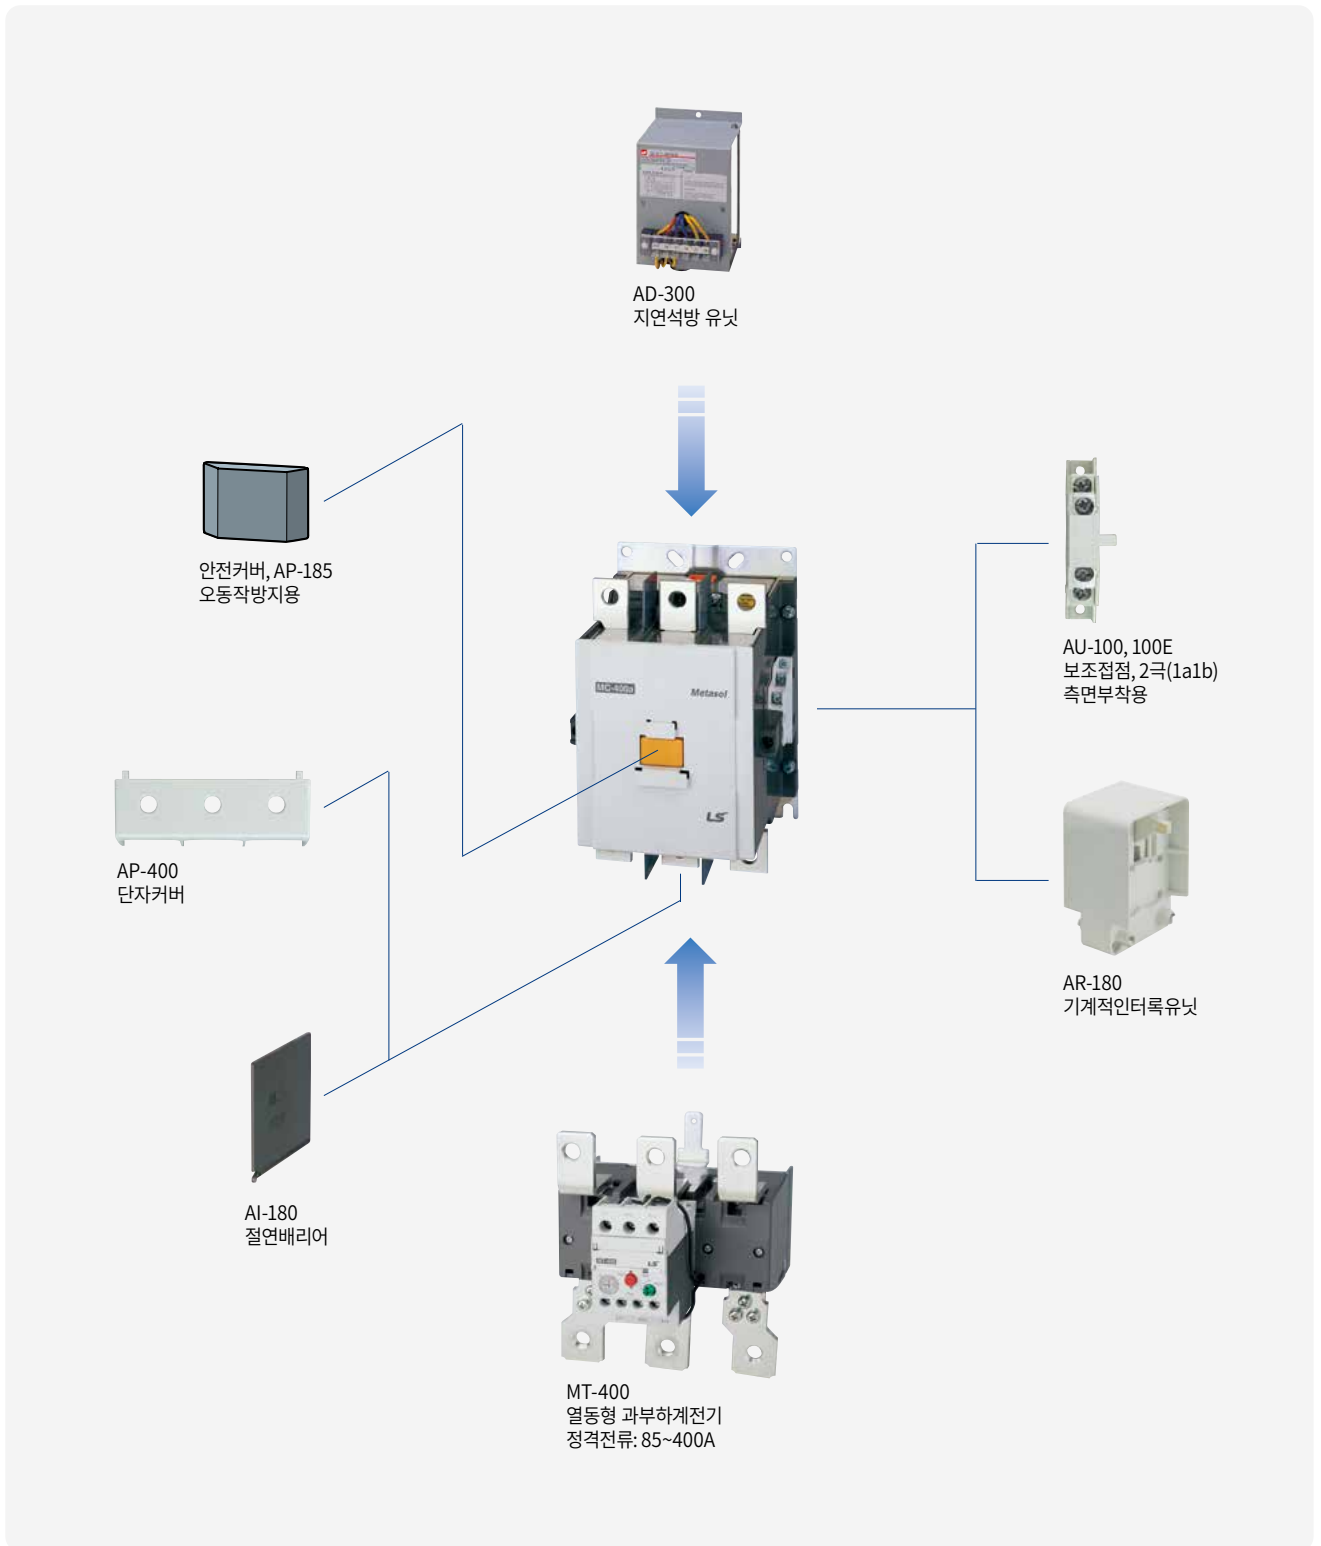 AD-300
지연석방 유닛
안전커버, AP-185
오동작방지용
MC-400a
Metasol
LS
AU-100, 100E
보조접점, 2극(1a1b)
측면부착용
AP-400
단자커버
AR-180
기계적인터록유닛
AI-180
절연배리어
LS
MT-400
열동형 과부하계전기
정격전류: 85~400A